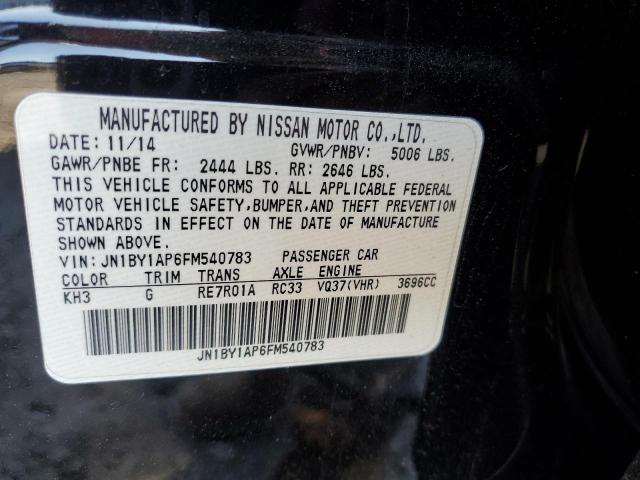 MANUFACTURED BY NISSAN MOTOR CO.,LTD.
DATE: 11/14 GVWR/PNBV: 5006 LBS.
GAWR/PNBE FR: 2444 LBS. RR: 2646 LBS.
THIS VEHICLE CONFORMS TO ALL APPLICABLE FEDERAL
MOTOR VEHICLE SAFETY,BUMPER,AND THEFT PREVENTION
STANDARDS IN EFFECT ON THE DATE OF MANUFACTURE
SHOWN ABOVE.
VIN: JN1BY1AP6FM540783 PASSENGER CAR
COLOR TRIM TRANS AXLE ENGINE
KH3 G RE7R01A RC33 VQ37(VHR) 3696CC
JN1BY1AP6FM540783